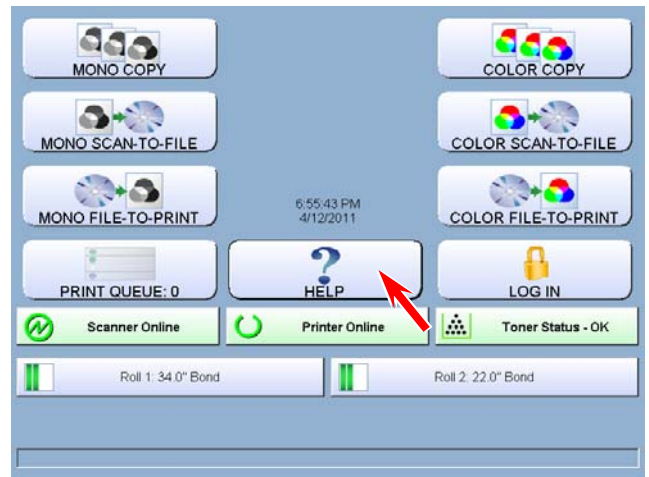 MONO COPY
COLOR COPY
MONO SCAN-TO-FILE
COLOR SCAN-TO-FILE
MONO FILE-TO-PRINT
6:55:43 PM
4/12/2011
COLOR FILE-TO-PRINT
PRINT QUEUE: 0
HELP
LOG IN
Scanner Online
Printer Online
Toner Status - OK
Roll 1: 34.0" Bond
Roll 2: 22.0" Bond